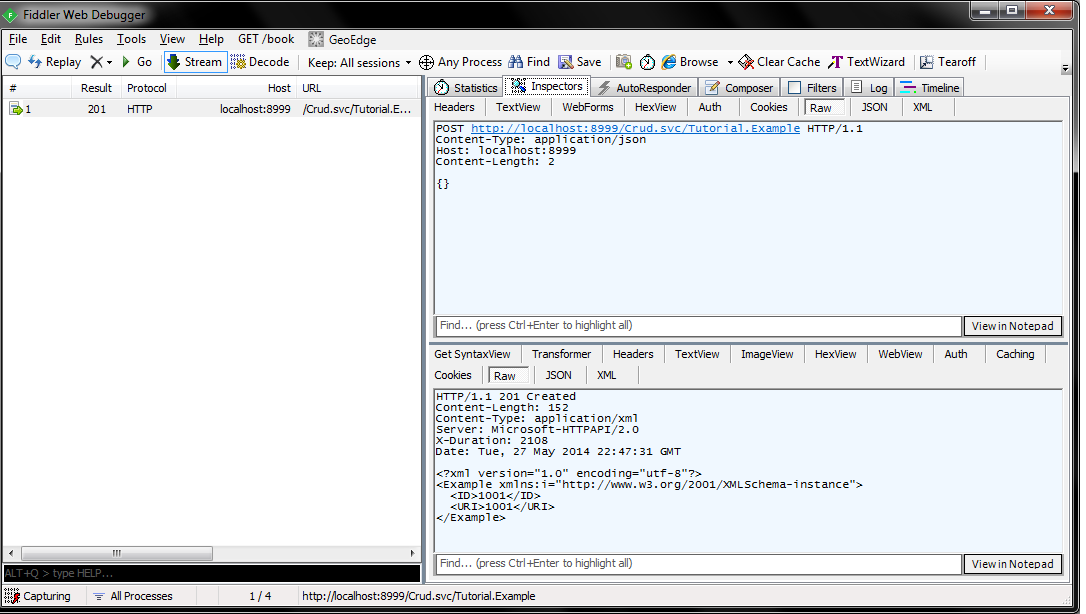 Fiddler Web Debugger
File Edit Rules Tools View Help GET /book GeoEdge
Replay Go Stream Decode Keep: All sessions Any Process Find Save Browse Clear Cache TextWizard Tearoff
# Result Protocol Host URL
1 201 HTTP localhost:8999 /Crud.svc/Tutorial.E...
Statistics Inspectors AutoResponder Composer Filters Log Timeline
Headers TextView WebForms HexView Auth Cookies Raw JSON XML
POST http://localhost:8999/Crud.svc/Tutorial.Example HTTP/1.1
Content-Type: application/json
Host: localhost:8999
Content-Length: 2
{}
Find... (press Ctrl+Enter to highlight all) View in Notepad
Get SyntaxView Transformer Headers TextView ImageView HexView WebView Auth Caching
Cookies Raw JSON XML
HTTP/1.1 201 Created
Content-Length: 152
Content-Type: application/xml
Server: Microsoft-HTTPAPI/2.0
X-Duration: 2108
Date: Tue, 27 May 2014 22:47:31 GMT
<?xml version="1.0" encoding="utf-8"?>
<Example xmlns:i="http://www.w3.org/2001/XMLSchema-instance">
<ID>1001</ID>
<URI>1001</URI>
</Example>
Find... (press Ctrl+Enter to highlight all) View in Notepad
ALT+Q > type HELP...
Capturing All Processes 1 / 4 http://localhost:8999/Crud.svc/Tutorial.Example